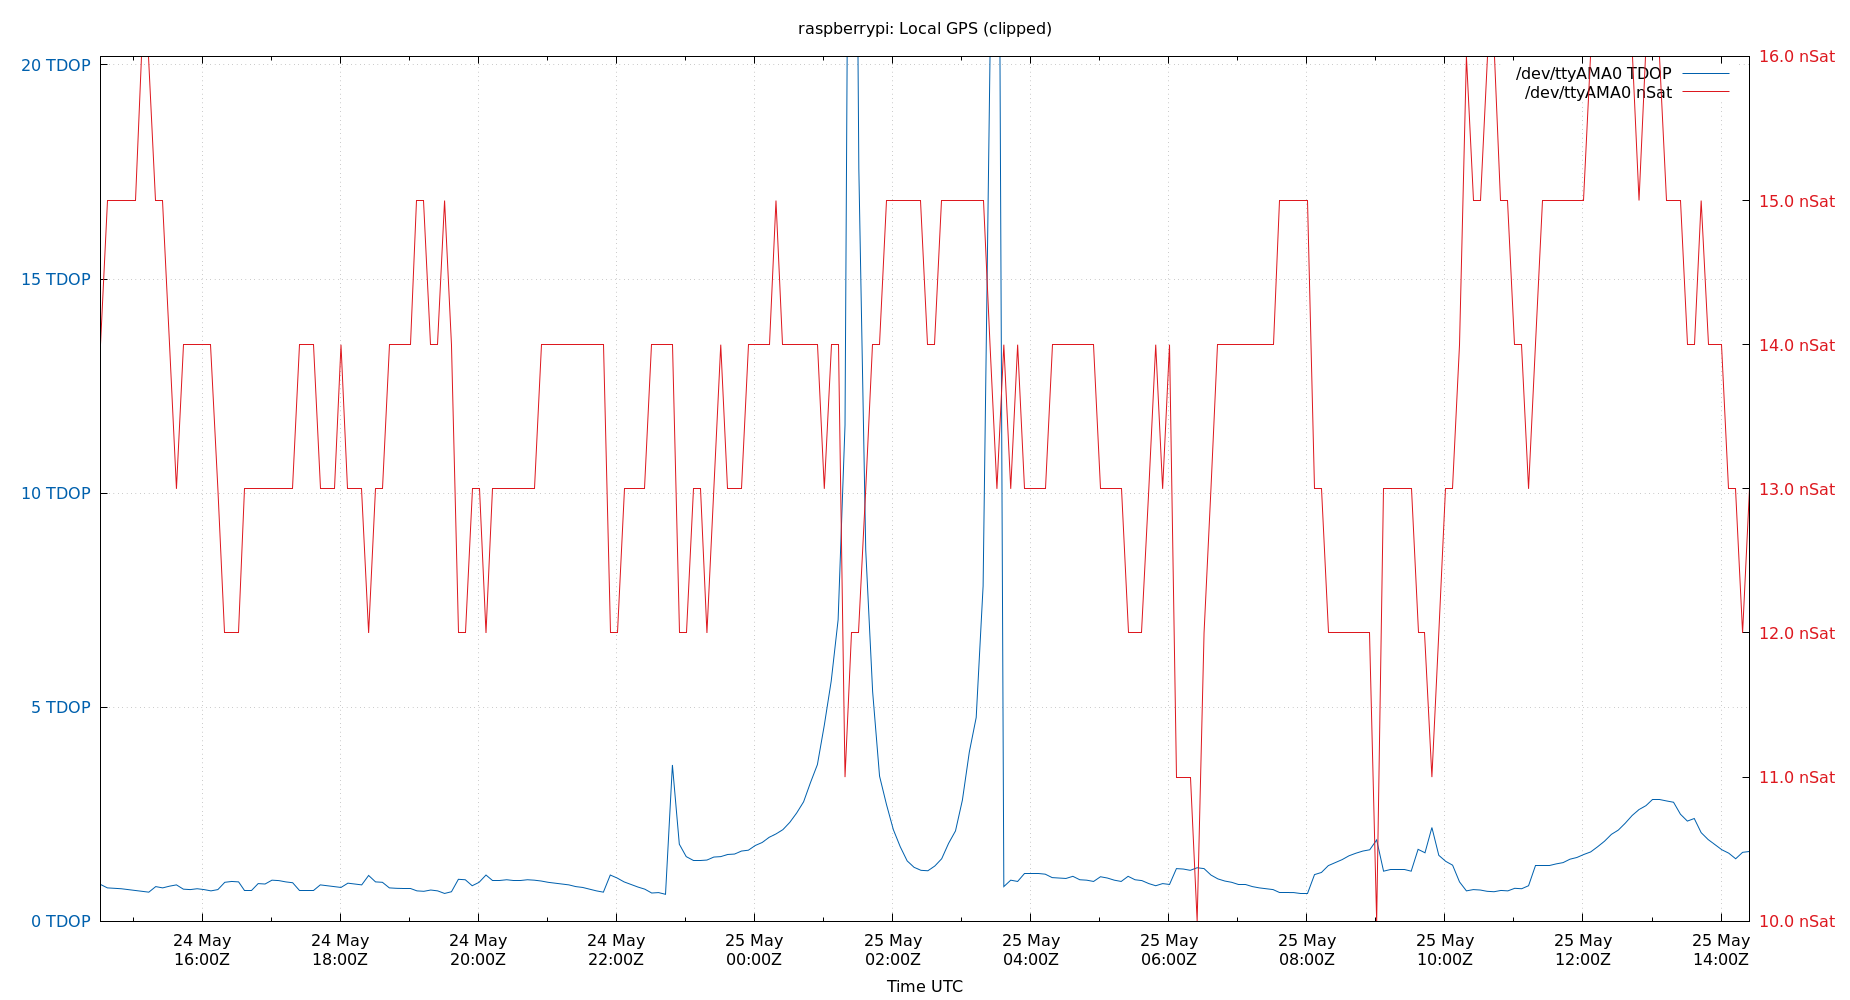 raspberrypi: Local GPS (clipped)
20 TDOP
15 TDOP
10 TDOP
5 TDOP
0 TDOP
16.0 nSat
15.0 nSat
14.0 nSat
13.0 nSat
12.0 nSat
11.0 nSat
10.0 nSat
/dev/ttyAMA0 TDOP
/dev/ttyAMA0 nSat
24 May 24 May 24 May 24 May 25 May 25 May 25 May 25 May 25 May 25 May 25 May 25 May
16:00Z 18:00Z 20:00Z 22:00Z 00:00Z 02:00Z 04:00Z 06:00Z 08:00Z 10:00Z 12:00Z 14:00Z
Time UTC